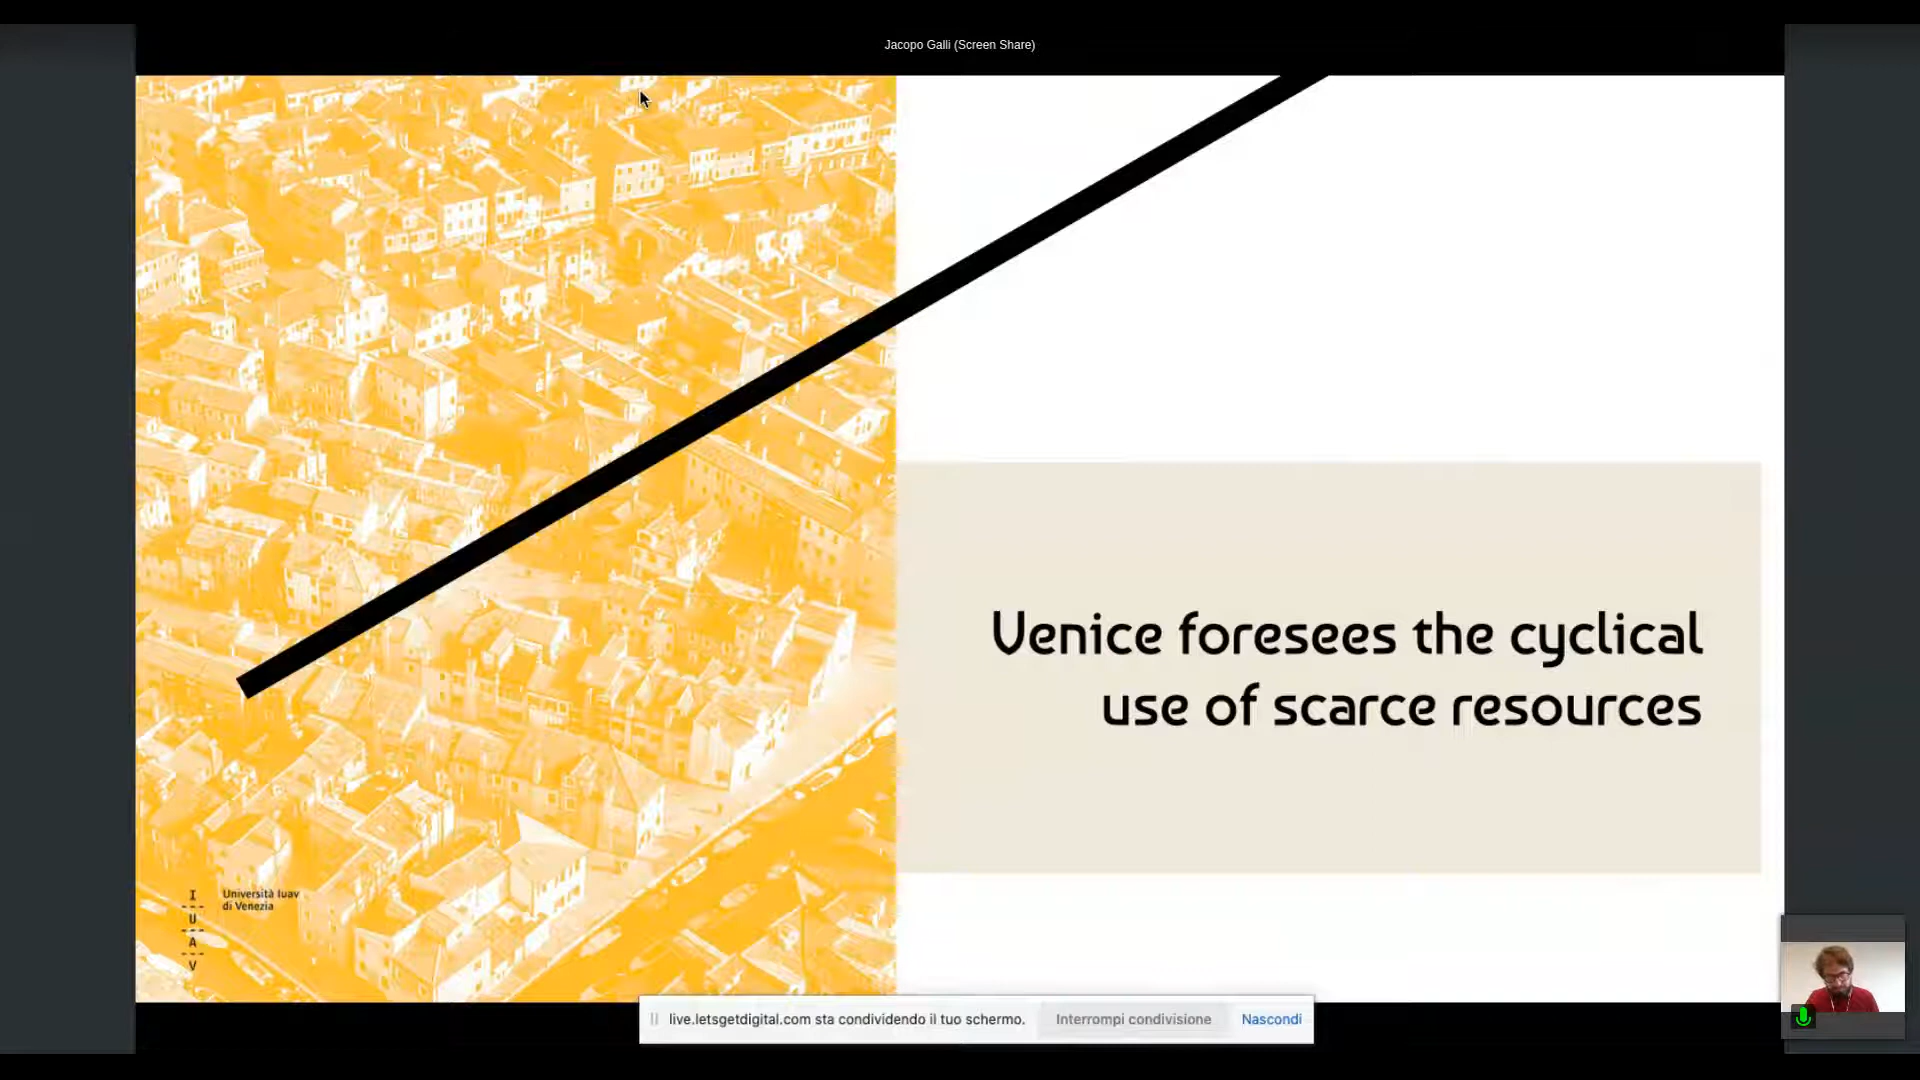 Jacopo Galli (Screen Share)
Venice foresees the cyclical
use of scarce resources
I
U
A
V
Università Iuav
di Venezia
live.letsgetdigital.com sta condividendo il tuo schermo. Interrompi condivisione Nascondi